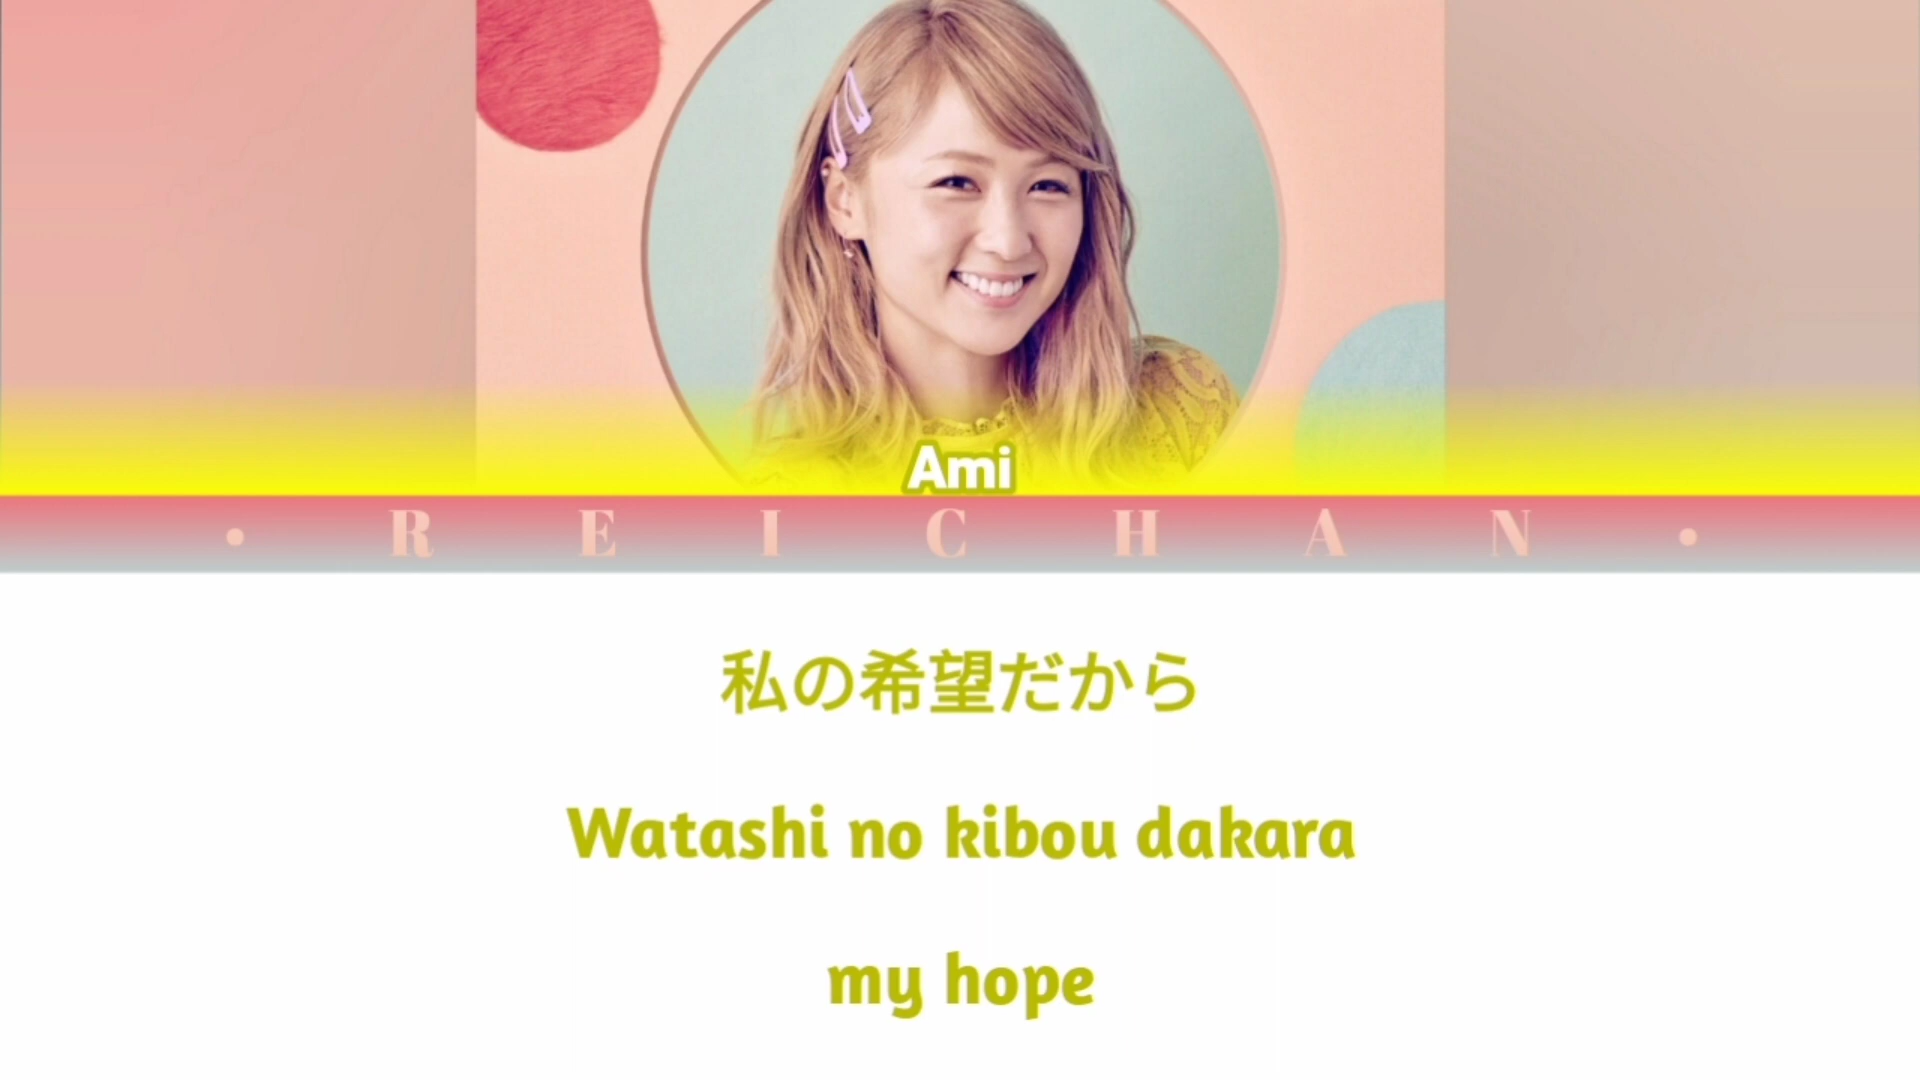 Ami
• R E I C H A N •
私の希望だから
Watashi no kibou dakara
my hope